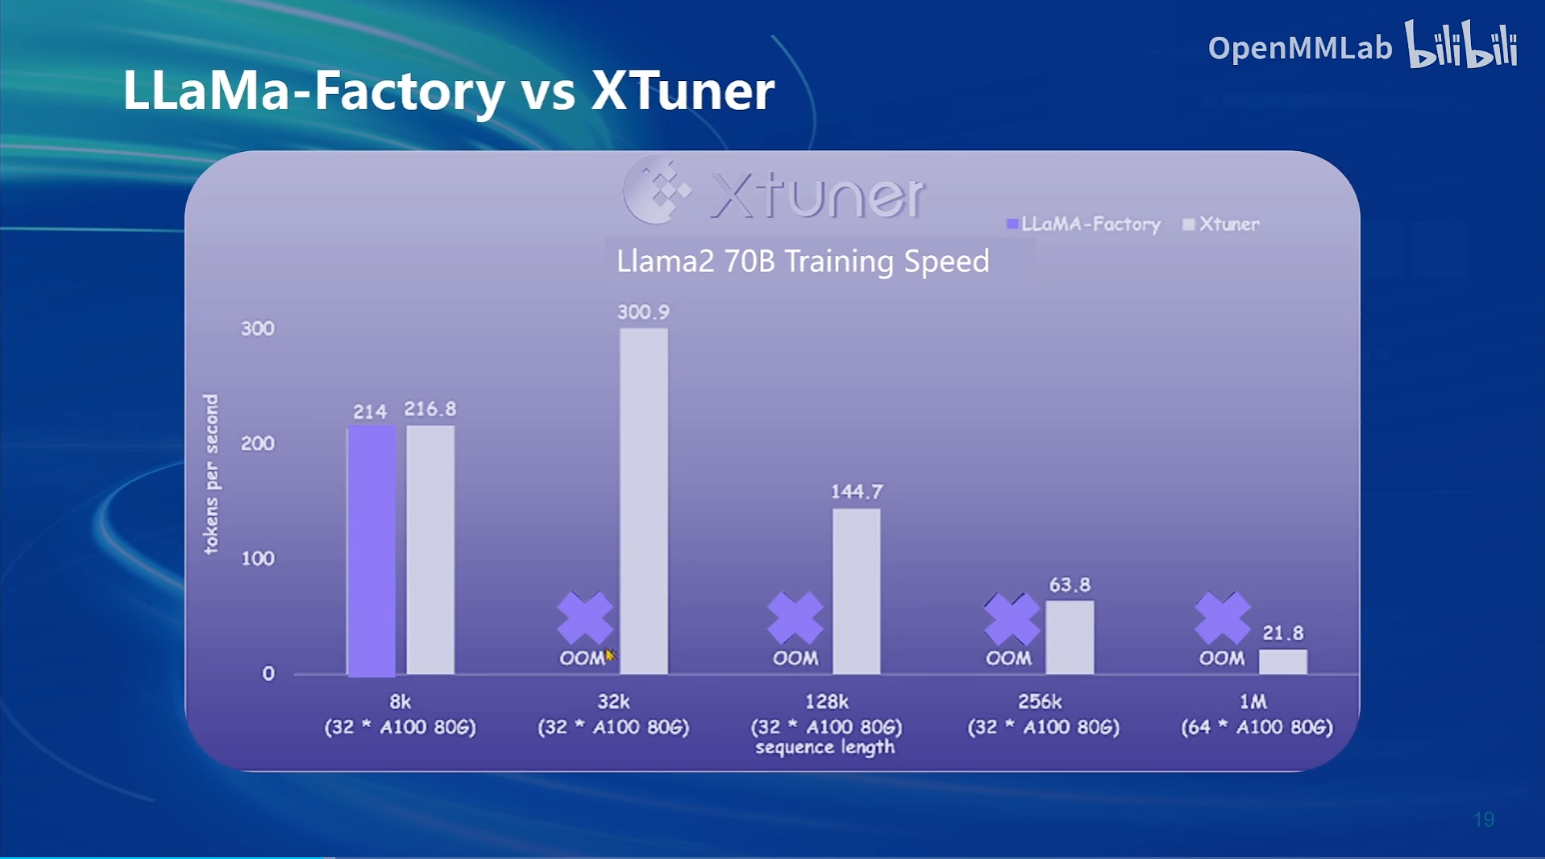 OpenMMLab bilibili
LLaMa-Factory vs XTuner
Xtuner
LLaMA-Factory Xtuner
Llama2 70B Training Speed
tokens per second
300
200
100
0
214 216.8
OOM 300.9
OOM 144.7
OOM 63.8
OOM 21.8
8k 32k 128k 256k 1M
(32 * A100 80G) (32 * A100 80G) (32 * A100 80G) (32 * A100 80G) (64 * A100 80G)
sequence length
19